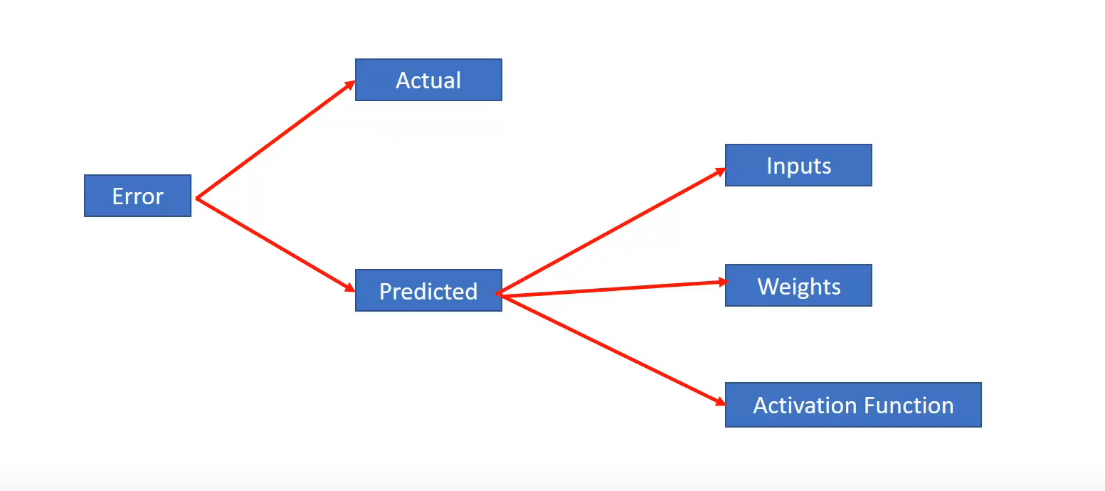 Error
Actual
Predicted
Inputs
Weights
Activation Function